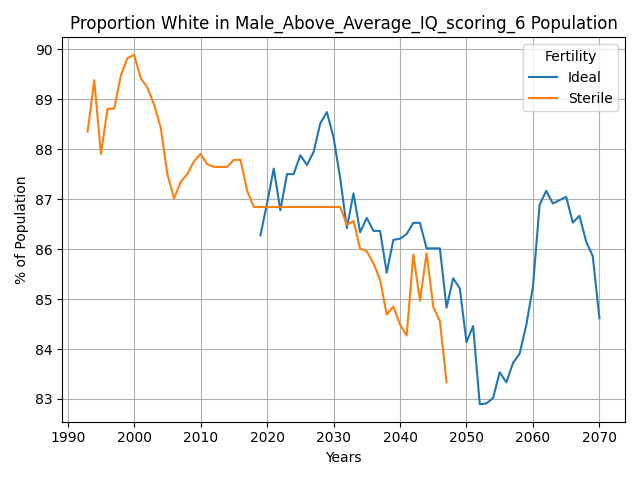 Proportion White in Male_Above_Average_IQ_scoring_6 Population
Fertility
Ideal
Sterile
% of Population
90
89
88
87
86
85
84
83
1990 2000 2010 2020 2030 2040 2050 2060 2070
Years